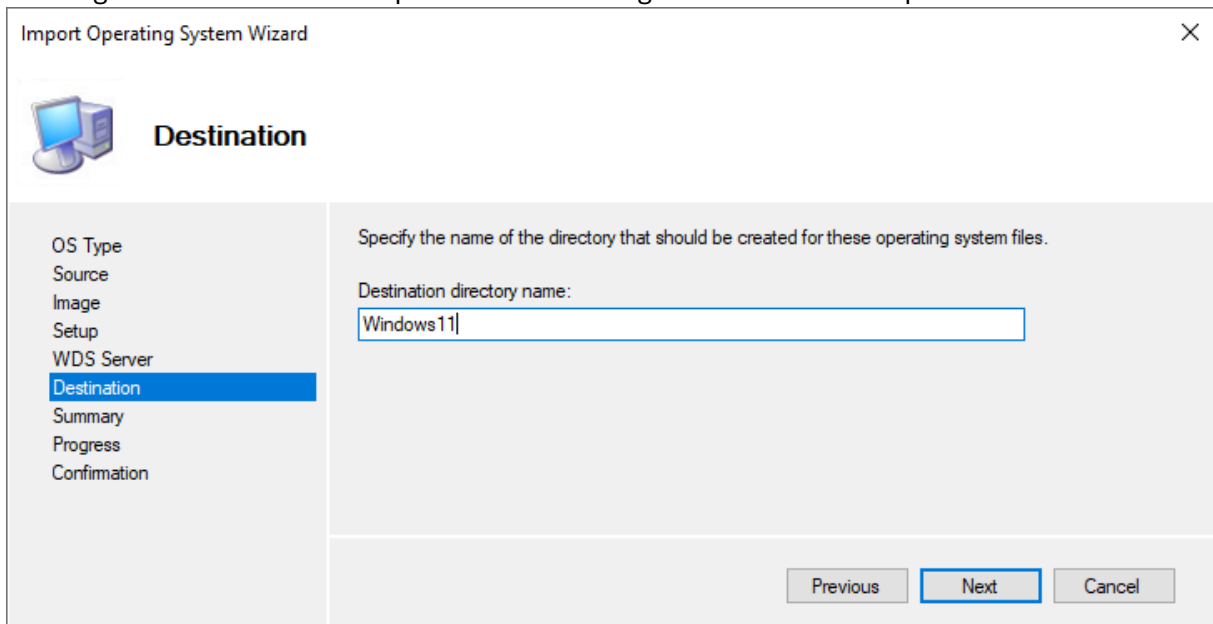 Import Operating System Wizard
Destination
OS Type
Source
Image
Setup
WDS Server
Destination
Summary
Progress
Confirmation
Specify the name of the directory that should be created for these operating system files.
Destination directory name:
Windows11
Previous Next Cancel